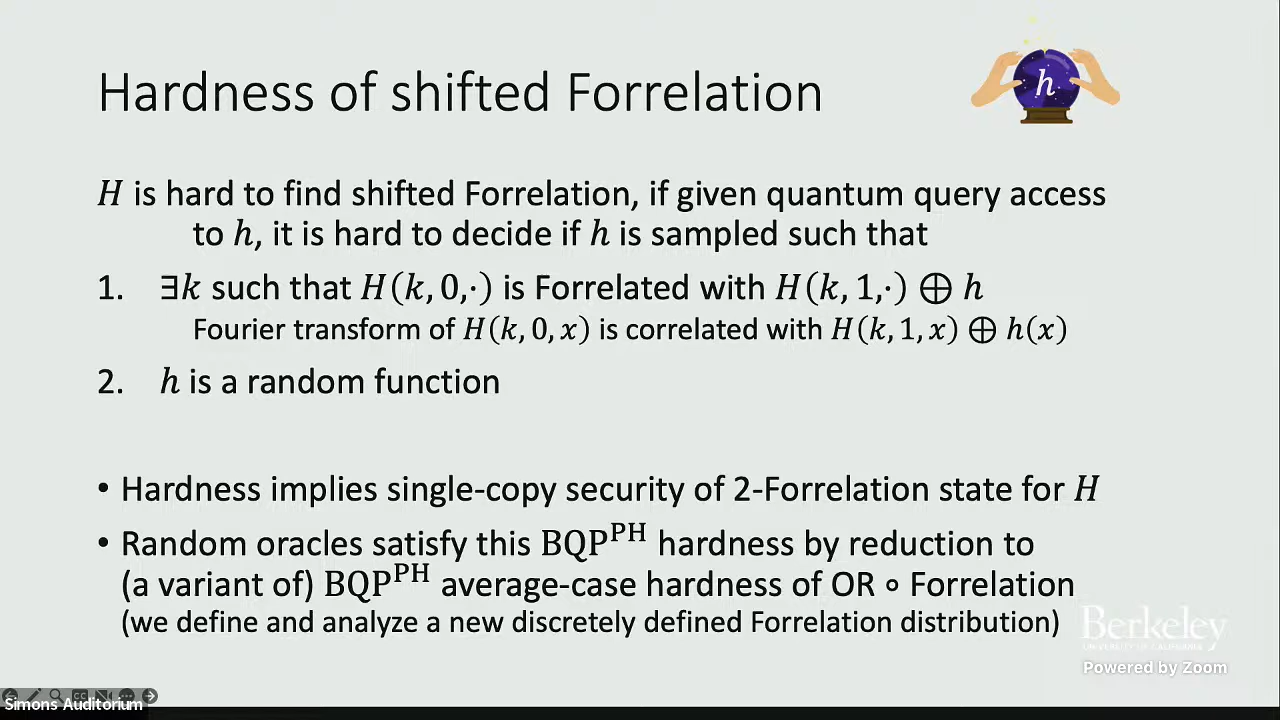 Hardness of shifted Forrelation
h
H is hard to find shifted Forrelation, if given quantum query access
to h, it is hard to decide if h is sampled such that
1. ∃k such that H(k, 0,·) is Forrelated with H(k, 1,·) ⊕ h
Fourier transform of H(k, 0, x) is correlated with H(k, 1, x) ⊕ h(x)
2. h is a random function
• Hardness implies single-copy security of 2-Forrelation state for H
• Random oracles satisfy this BQP^PH hardness by reduction to
(a variant of) BQP^PH average-case hardness of OR ∘ Forrelation
(we define and analyze a new discretely defined Forrelation distribution)
Berkeley
UNIVERSITY OF CALIFORNIA
Powered by Zoom
Simons Auditorium